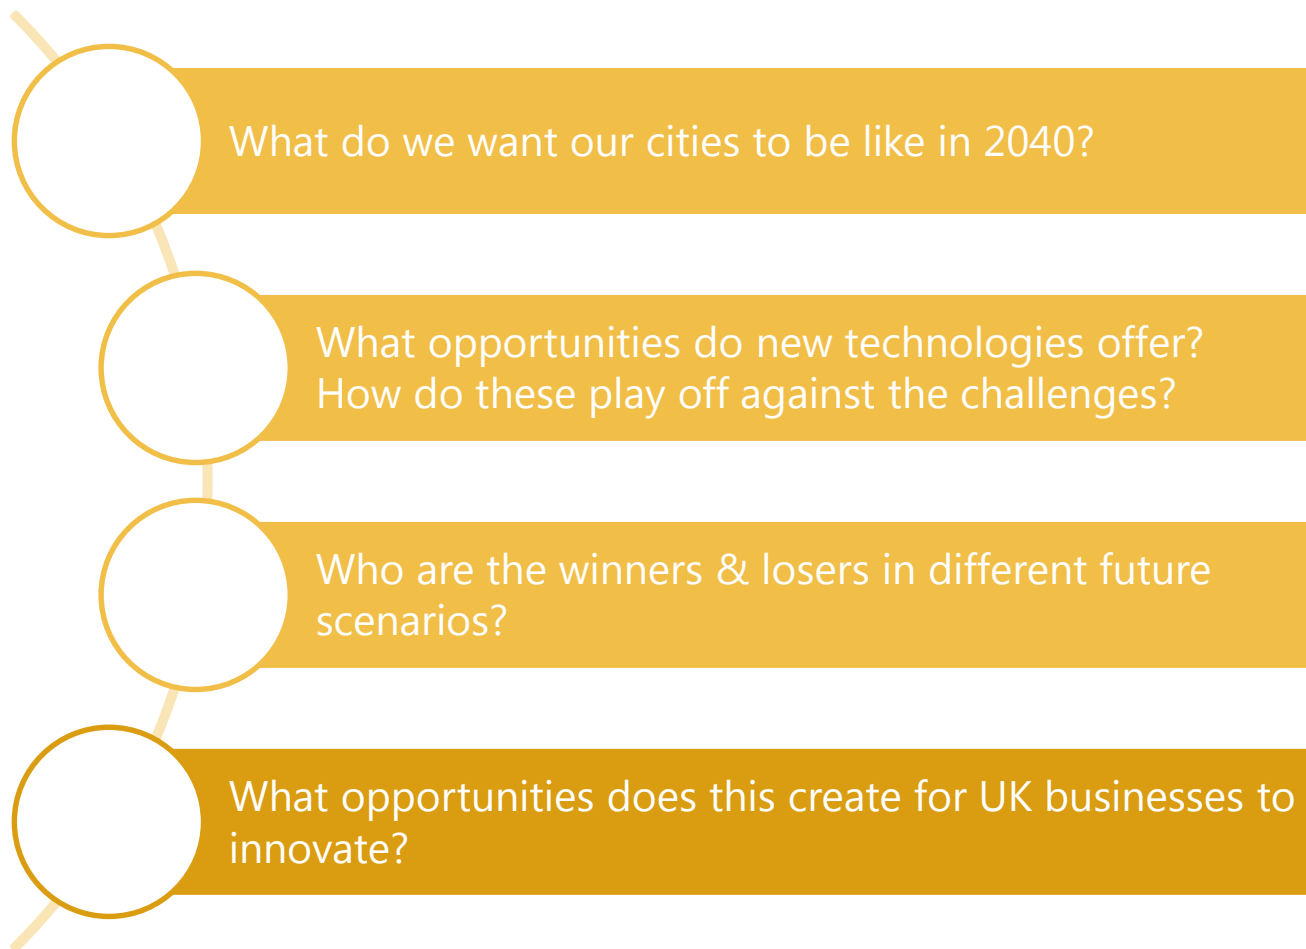 What do we want our cities to be like in 2040?
What opportunities do new technologies offer?
How do these play off against the challenges?
Who are the winners & losers in different future
scenarios?
What opportunities does this create for UK businesses to
innovate?